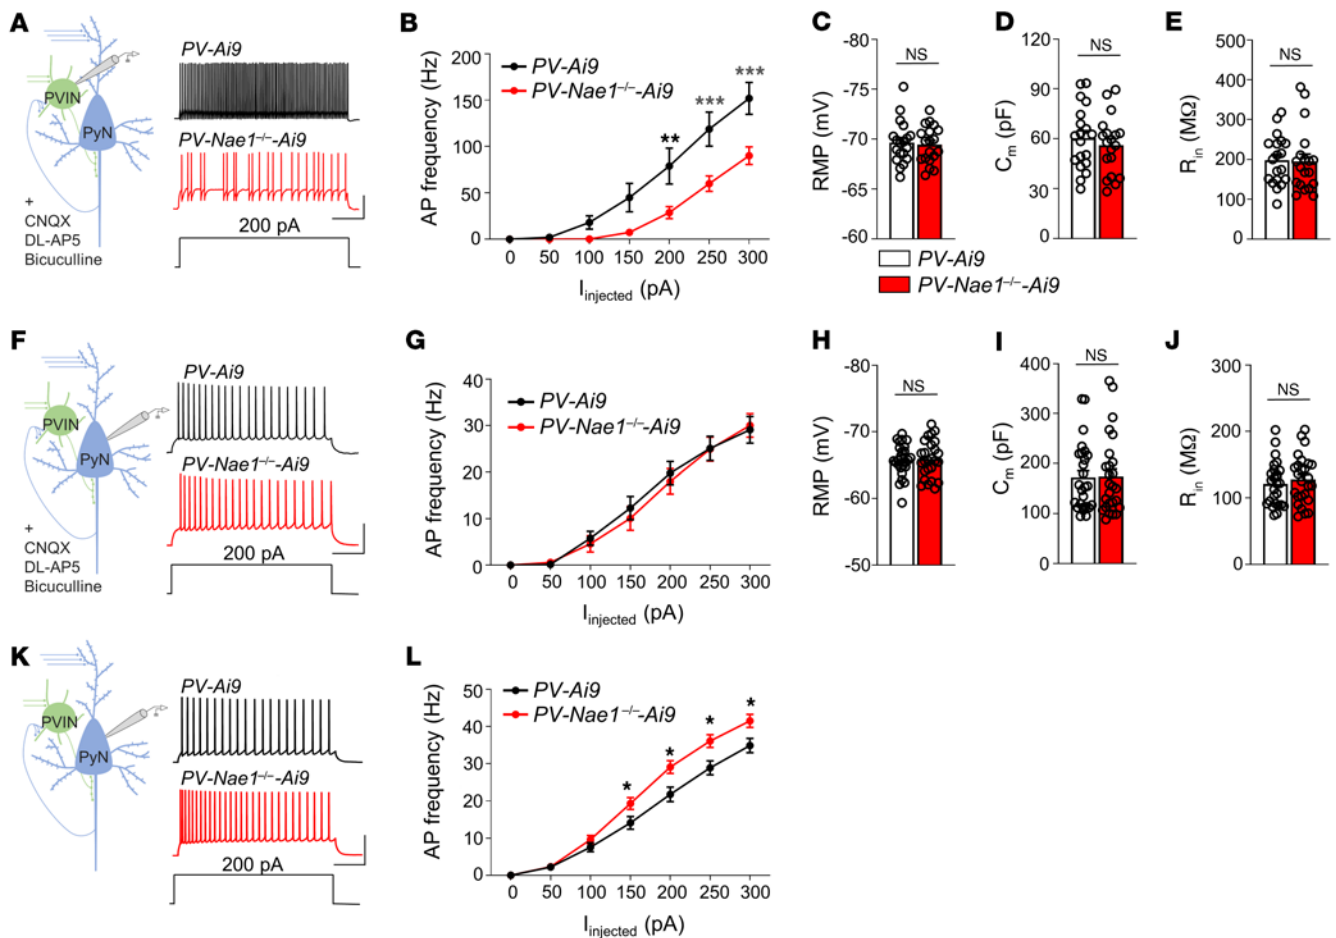 A
PVIN
PyN
+
CNQX
DL-AP5
Bicuculline
PV-Ai9
PV-Nae1⁻/⁻-Ai9
200 pA
B
AP frequency (Hz)
200
150
100
50
0
PV-Ai9
PV-Nae1⁻/⁻-Ai9
**
***
***
0 50 100 150 200 250 300
I injected (pA)
C
RMP (mV)
-80
-75
-70
-65
-60
NS
D
Cm (pF)
120
90
60
30
0
NS
E
Rin (MΩ)
500
400
300
200
100
0
NS
PV-Ai9
PV-Nae1⁻/⁻-Ai9
F
PVIN
PyN
+
CNQX
DL-AP5
Bicuculline
PV-Ai9
PV-Nae1⁻/⁻-Ai9
200 pA
G
AP frequency (Hz)
40
30
20
10
0
PV-Ai9
PV-Nae1⁻/⁻-Ai9
0 50 100 150 200 250 300
I injected (pA)
H
RMP (mV)
-80
-70
-60
-50
NS
I
Cm (pF)
400
300
200
100
0
NS
J
Rin (MΩ)
300
200
100
0
NS
K
PVIN
PyN
PV-Ai9
PV-Nae1⁻/⁻-Ai9
200 pA
L
AP frequency (Hz)
50
40
30
20
10
0
PV-Ai9
PV-Nae1⁻/⁻-Ai9
*
*
*
*
0 50 100 150 200 250 300
I injected (pA)